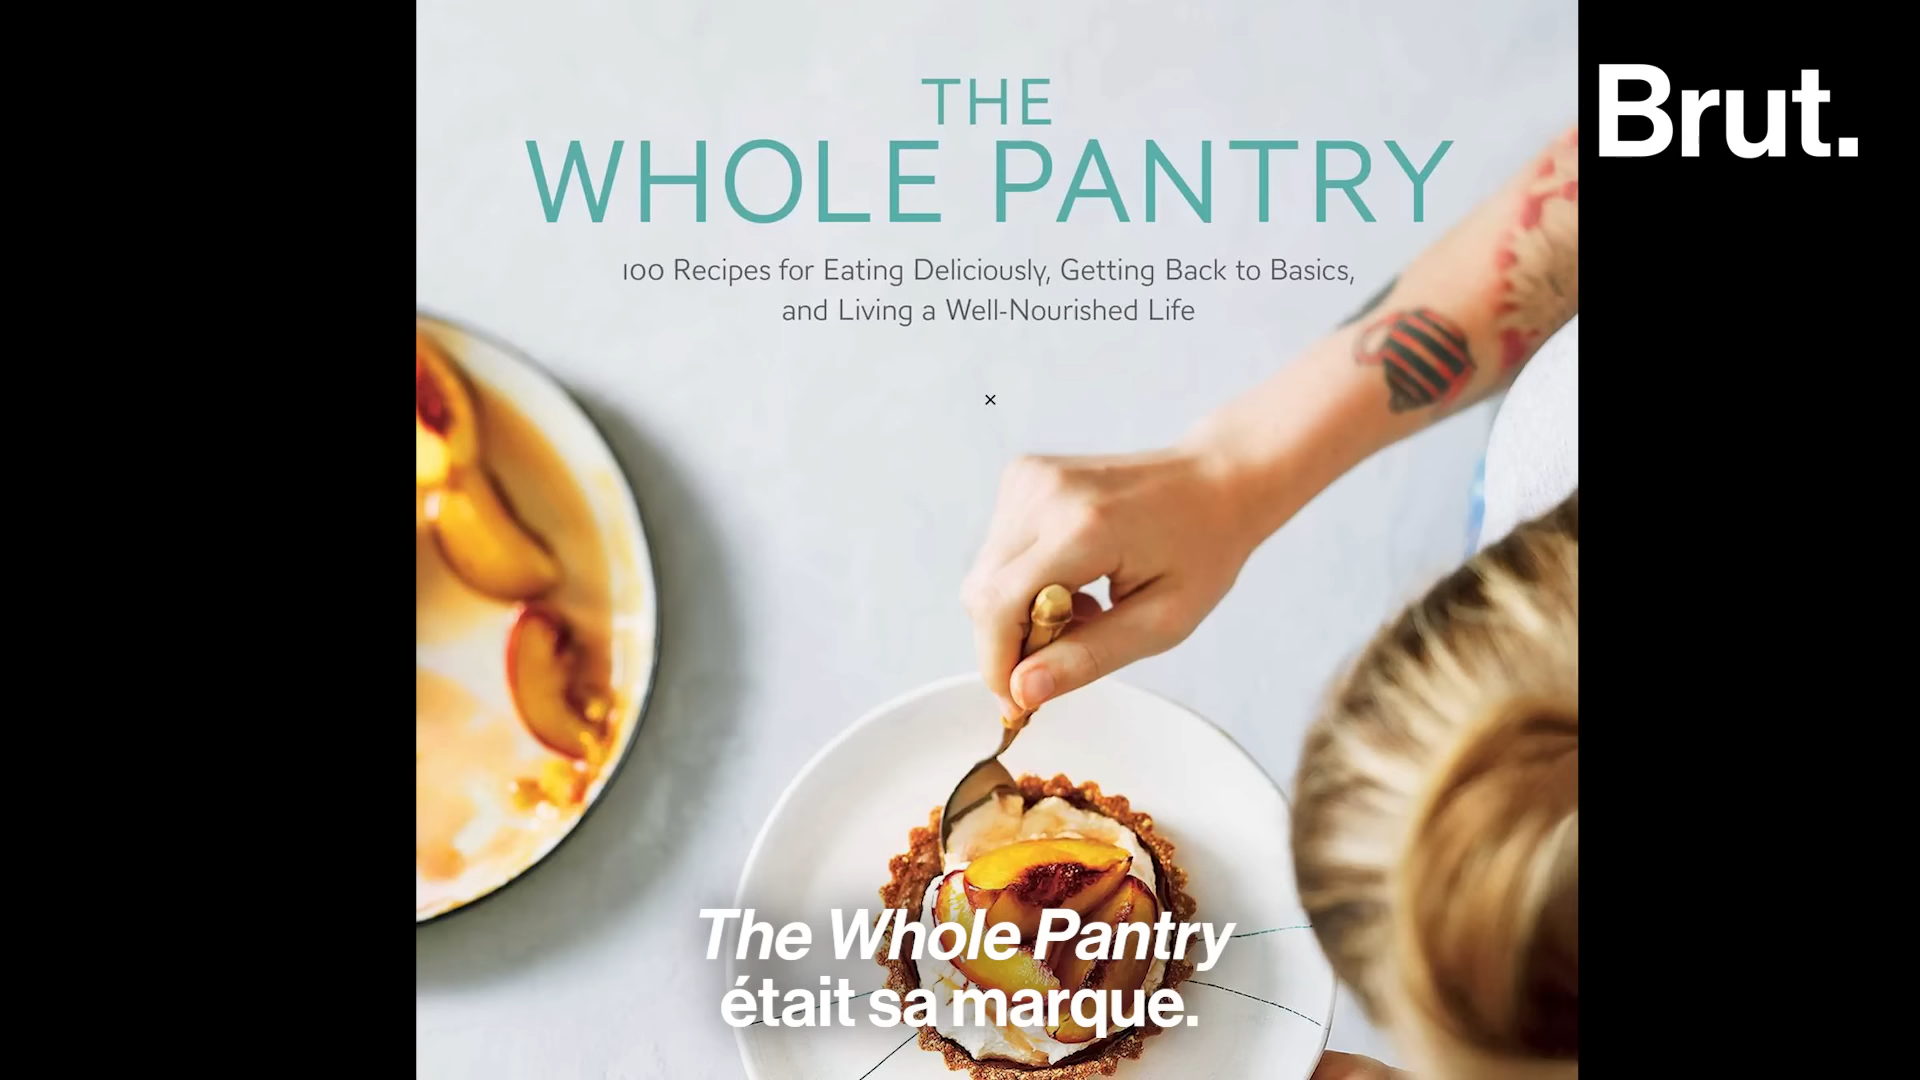 THE
WHOLE PANTRY
100 Recipes for Eating Deliciously, Getting Back to Basics,
and Living a Well-Nourished Life
×
Brut.
The Whole Pantry
était sa marque.